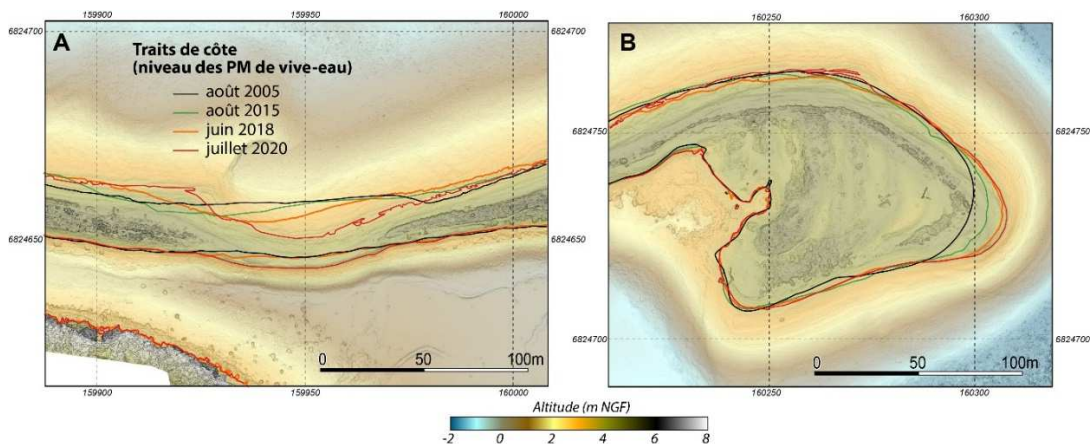 159900 159950 160000
160250 160300
6824700
A
Traits de côte
(niveau des PM de vive-eau)
août 2005
août 2015
juin 2018
juillet 2020
B
6824750 6824750
6824650 6824650
0 50 100m
0 50 100m
6824700 6824700
159900 159950 160000
160250 160300
Altitude (m NGF)
-2 0 2 4 6 8